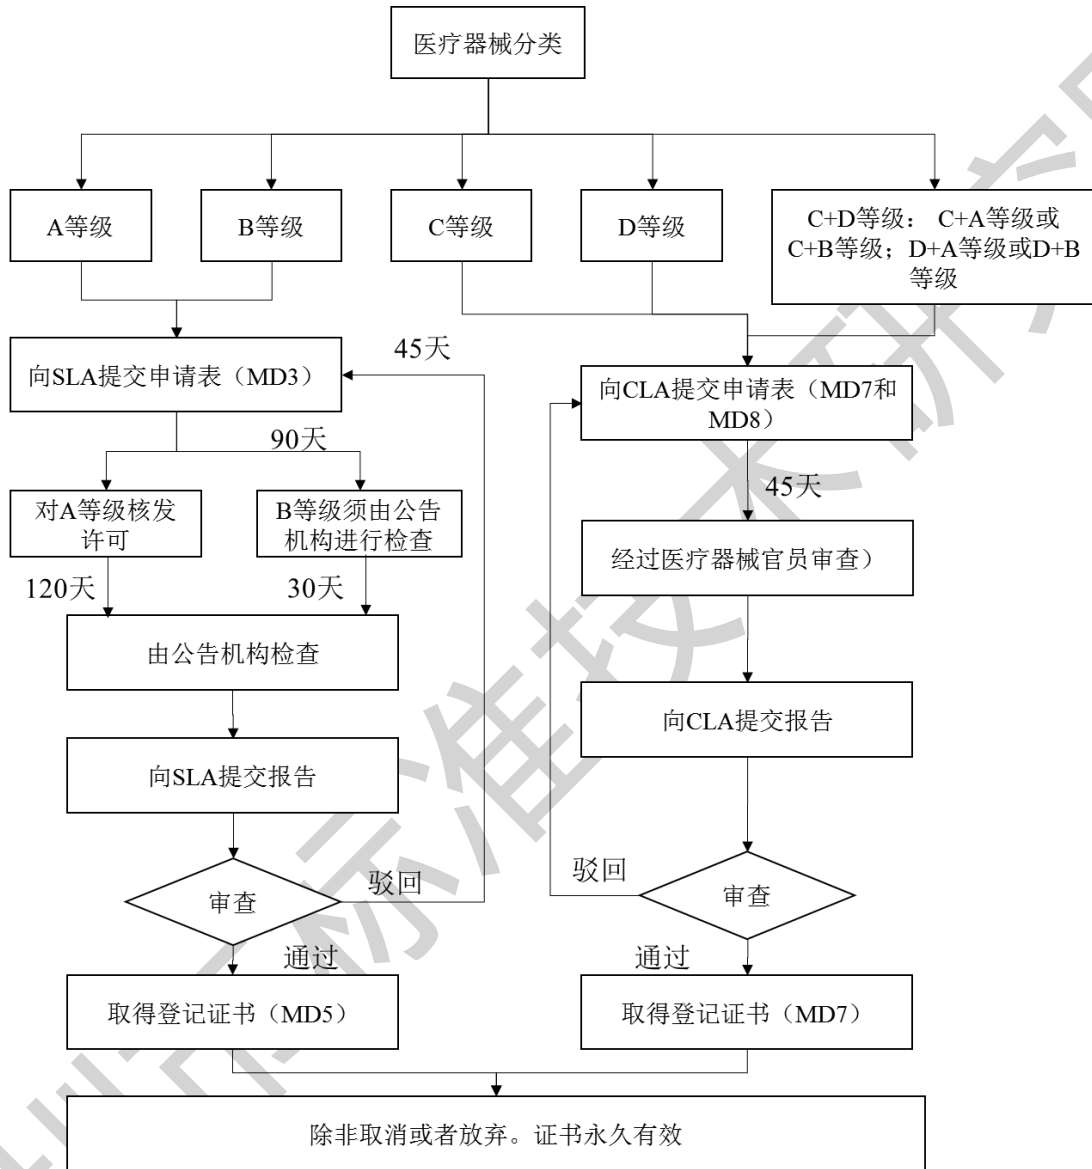 医疗器械分类
A等级
B等级
C等级
D等级
C+D等级： C+A等级或
C+B等级；D+A等级或D+B
等级
向SLA提交申请表（MD3）
45天
向CLA提交申请表（MD7和
MD8）
90天
45天
对A等级核发
许可
B等级须由公告
机构进行检查
经过医疗器械官员审查）
120天
30天
由公告机构检查
向CLA提交报告
向SLA提交报告
审查
驳回
驳回
审查
通过
通过
取得登记证书（MD5）
取得登记证书（MD7）
除非取消或者放弃。证书永久有效
州市标准技术研究